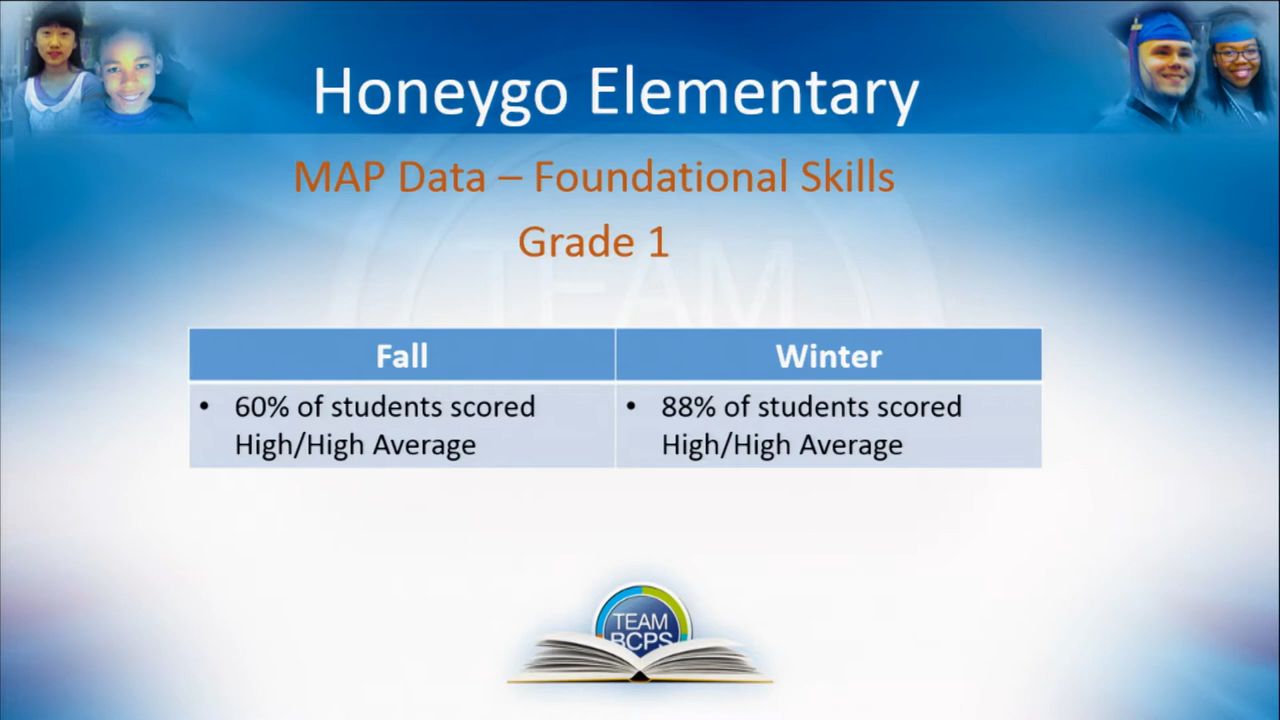 Honeygo Elementary
MAP Data – Foundational Skills
Grade 1
TEAM
Fall
Winter
• 60% of students scored
High/High Average
• 88% of students scored
High/High Average
TEAM
BCPS